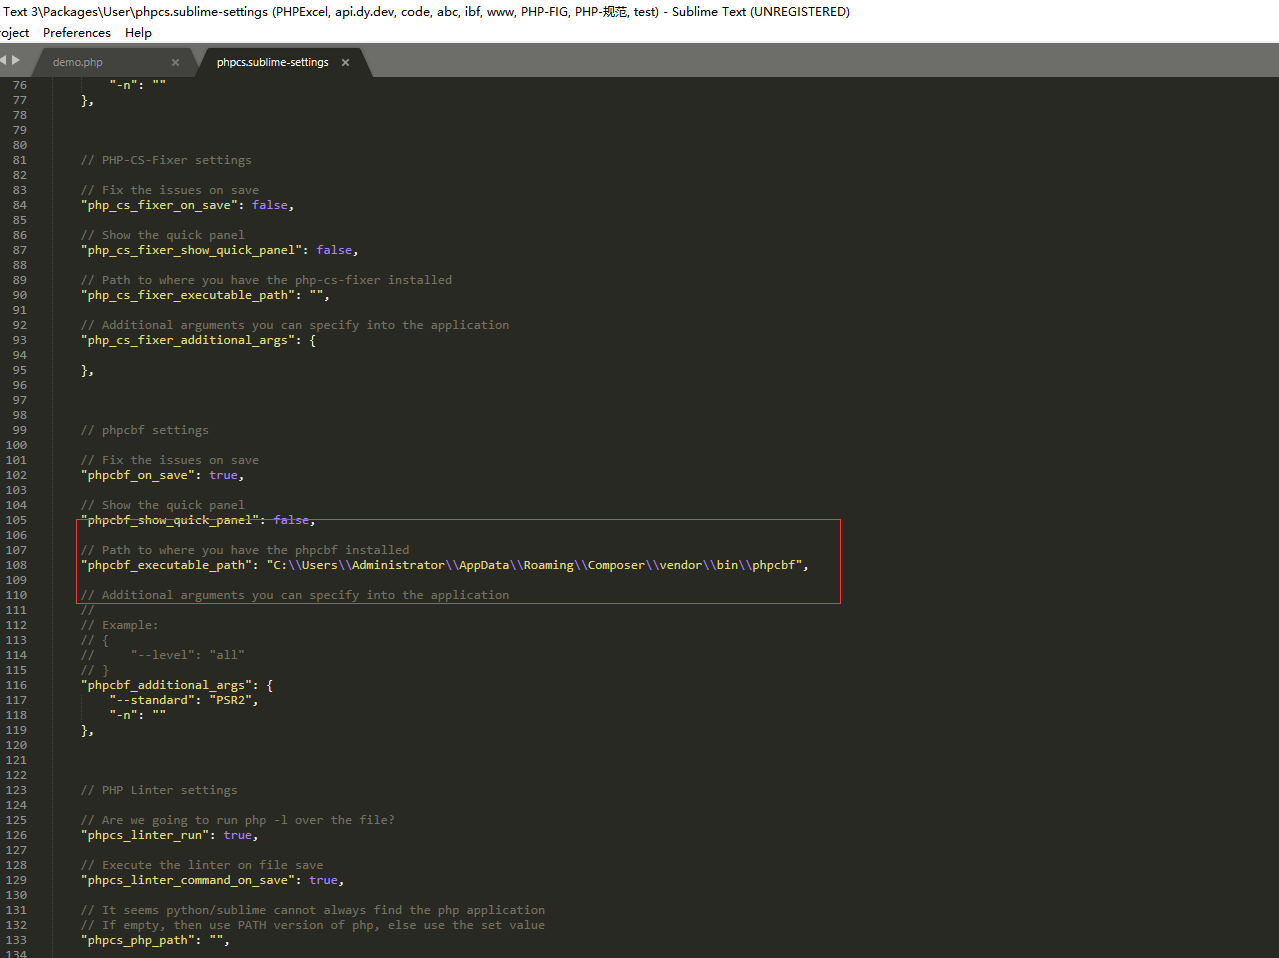 Text 3\Packages\User\phpcs.sublime-settings (PHPExcel, api.dy.dev, code, abc, ibf, www, PHP-FIG, PHP-规范, test) - Sublime Text (UNREGISTERED)
roject Preferences Help
demo.php × phpcs.sublime-settings ×
76 "-n": ""
77 },
78
79
80
81 // PHP-CS-Fixer settings
82
83 // Fix the issues on save
84 "php_cs_fixer_on_save": false,
85
86 // Show the quick panel
87 "php_cs_fixer_show_quick_panel": false,
88
89 // Path to where you have the php-cs-fixer installed
90 "php_cs_fixer_executable_path": "",
91
92 // Additional arguments you can specify into the application
93 "php_cs_fixer_additional_args": {
94
95 },
96
97
98
99 // phpcbf settings
100
101 // Fix the issues on save
102 "phpcbf_on_save": true,
103
104 // Show the quick panel
105 "phpcbf_show_quick_panel": false,
106
107 // Path to where you have the phpcbf installed
108 "phpcbf_executable_path": "C:\\Users\\Administrator\\AppData\\Roaming\\Composer\\vendor\\bin\\phpcbf",
109
110 // Additional arguments you can specify into the application
111 //
112 // Example:
113 // {
114 //     "--level": "all"
115 // }
116 "phpcbf_additional_args": {
117 "--standard": "PSR2",
118 "-n": ""
119 },
120
121
122
123 // PHP Linter settings
124
125 // Are we going to run php -l over the file?
126 "phpcs_linter_run": true,
127
128 // Execute the linter on file save
129 "phpcs_linter_command_on_save": true,
130
131 // It seems python/sublime cannot always find the php application
132 // If empty, then use PATH version of php, else use the set value
133 "phpcs_php_path": "",
134